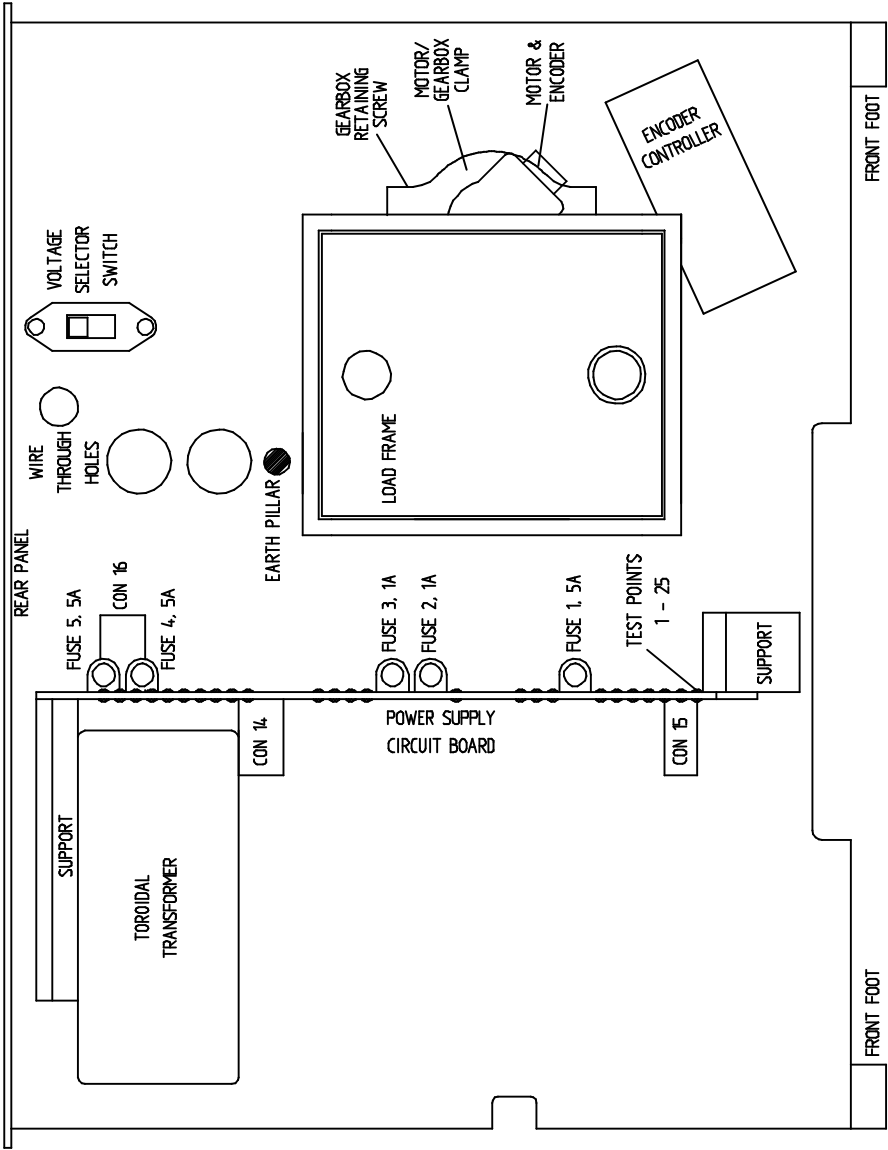 GEARBOX
RETAINING
SCREW
MOTOR/
GEARBOX
CLAMP
MOTOR &
ENCODER
ENCODER
CONTROLLER
FRONT FOOT
VOLTAGE
SELECTOR
SWITCH
WIRE
THROUGH
HOLES
EARTH PILLAR
LOAD FRAME
REAR PANEL
FUSE 5, 5A
CON 16
FUSE 4, 5A
FUSE 3, 1A
FUSE 2, 1A
FUSE 1, 5A
TEST POINTS
1 - 25
SUPPORT
CON 14
POWER SUPPLY
CIRCUIT BOARD
CON 15
SUPPORT
TOROIDAL
TRANSFORMER
FRONT FOOT